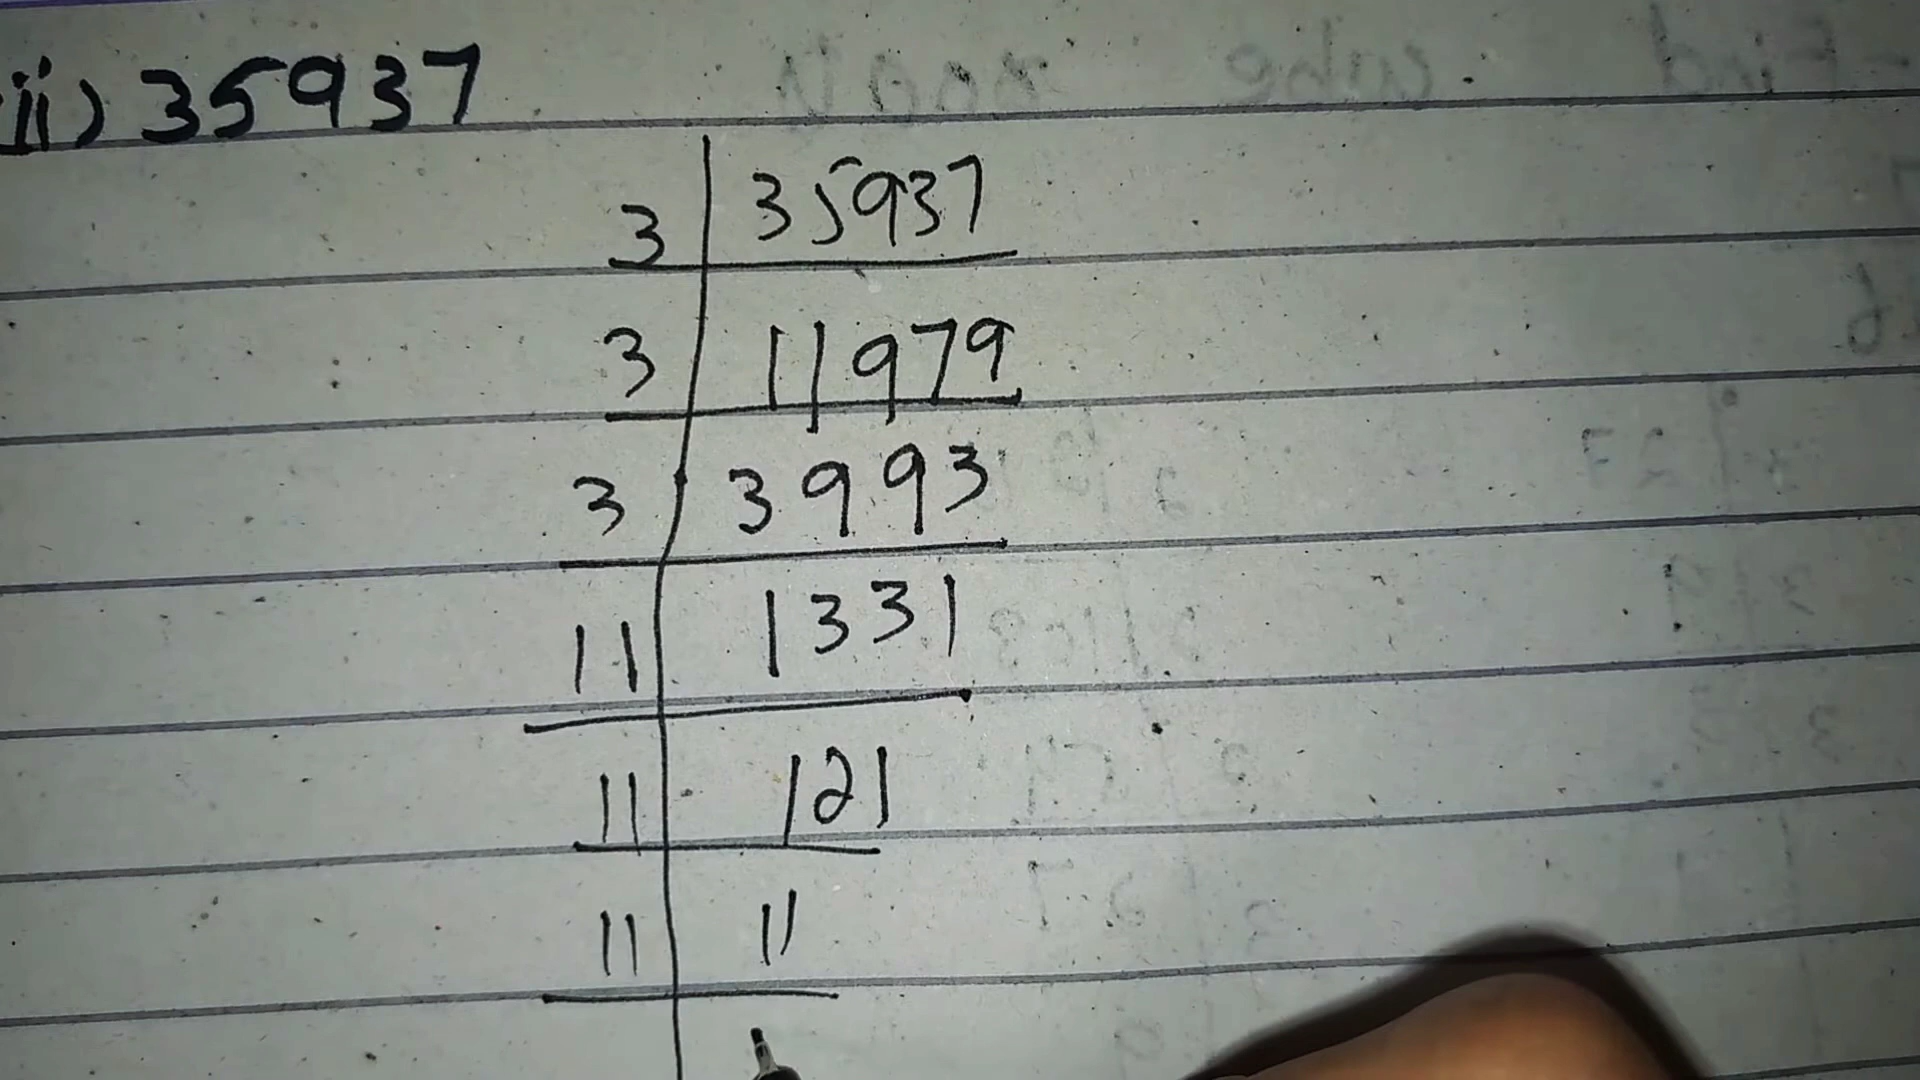 ii) 35937
3 | 35937
3 | 11979
3 | 3993
11 | 1331
11 | 121
11 | 11